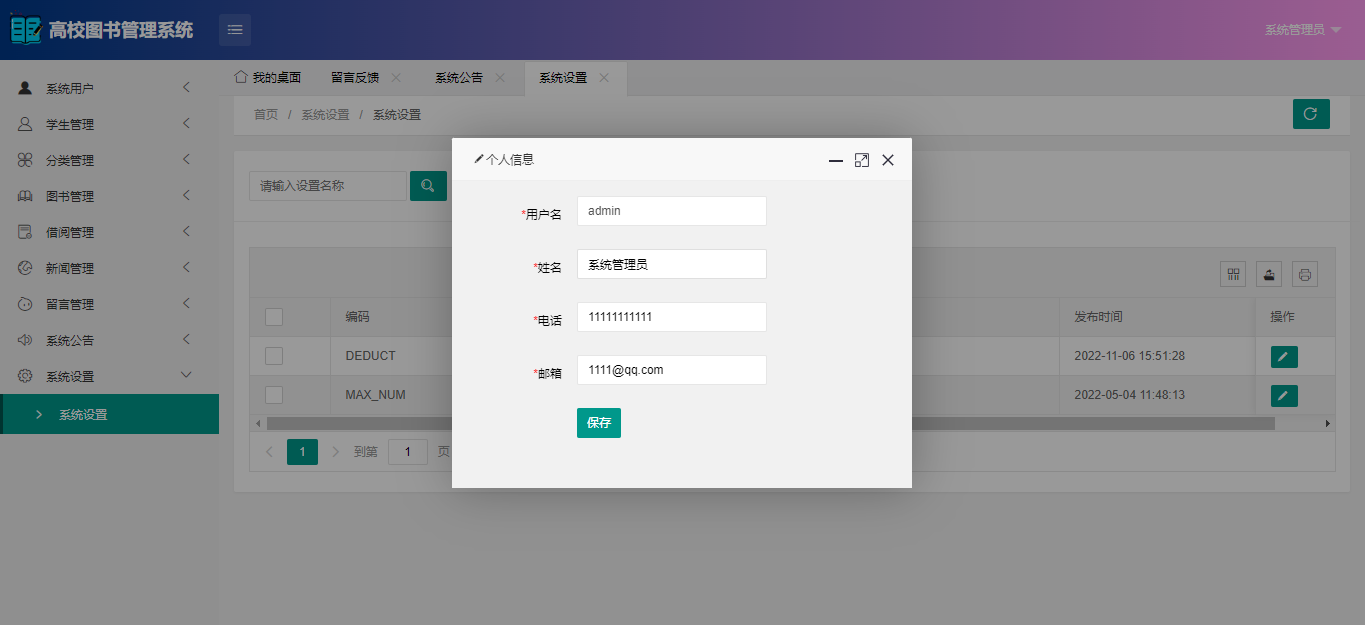 高校图书管理系统
系统管理员
系统用户
学生管理
分类管理
图书管理
借阅管理
新闻管理
留言管理
系统公告
系统设置
系统设置
我的桌面 留言反馈 系统公告 系统设置
首页 / 系统设置 / 系统设置
请输入设置名称
编码 发布时间 操作
DEDUCT 2022-11-06 15:51:28
MAX_NUM 2022-05-04 11:48:13
1 到第 1 页
个人信息
*用户名 admin
*姓名 系统管理员
*电话 11111111111
*邮箱 1111@qq.com
保存